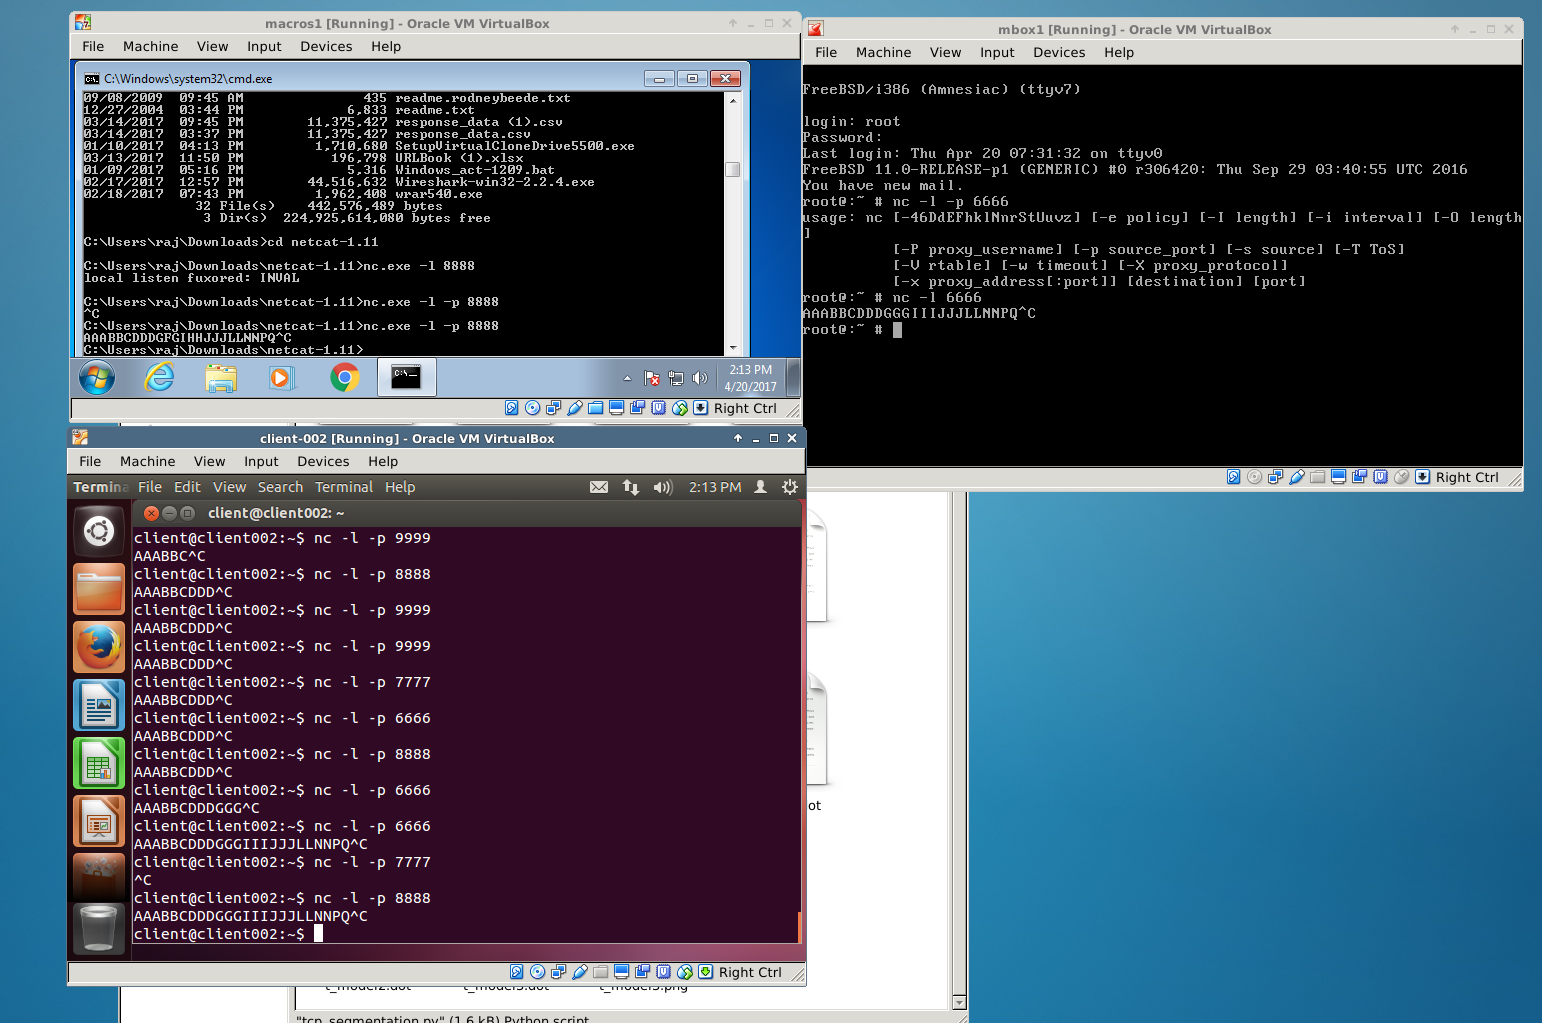 macros1 [Running] - Oracle VM VirtualBox
File Machine View Input Devices Help
C:\Windows\system32\cmd.exe
09/08/2009  09:45 AM               435 readme.rodneybeede.txt
12/27/2004  03:44 PM             6,833 readme.txt
03/14/2017  09:45 PM        11,375,427 response_data (1).csv
03/14/2017  03:37 PM        11,375,427 response_data.csv
01/10/2017  04:13 PM         1,710,680 SetupVirtualCloneDrive5500.exe
03/13/2017  11:50 PM           196,798 URLBook (1).xlsx
01/09/2017  05:16 PM             5,316 Windows_act-1209.bat
02/17/2017  12:57 PM        44,516,632 Wireshark-win32-2.2.4.exe
02/18/2017  07:43 PM         1,962,408 wrar540.exe
32 File(s)    442,576,489 bytes
3 Dir(s)  224,925,614,080 bytes free
C:\Users\raj\Downloads>cd netcat-1.11
C:\Users\raj\Downloads\netcat-1.11>nc.exe -l 8888
local listen fuxored: INVAL
C:\Users\raj\Downloads\netcat-1.11>nc.exe -l -p 8888
^C
C:\Users\raj\Downloads\netcat-1.11>nc.exe -l -p 8888
AAABBCDDDGFGIHHJJJLLNNPQ^C
C:\Users\raj\Downloads\netcat-1.11>
2:13 PM
4/20/2017
Right Ctrl
mbox1 [Running] - Oracle VM VirtualBox
File Machine View Input Devices Help
FreeBSD/i386 (Amnesiac) (ttyv7)
login: root
Password:
Last login: Thu Apr 20 07:31:32 on ttyv0
FreeBSD 11.0-RELEASE-p1 (GENERIC) #0 r306420: Thu Sep 29 03:40:55 UTC 2016
You have new mail.
root@:~ # nc -l -p 6666
usage: nc [-46DdEFhklNnrStUuvz] [-e policy] [-I length] [-i interval] [-O length
]
[-P proxy_username] [-p source_port] [-s source] [-T ToS]
[-V rtable] [-w timeout] [-X proxy_protocol]
[-x proxy_address[:port]] [destination] [port]
root@:~ # nc -l 6666
AAABBCDDDGGGIIIJJJLLNNPQ^C
root@:~ #
Right Ctrl
client-002 [Running] - Oracle VM VirtualBox
File Machine View Input Devices Help
Termina File Edit View Search Terminal Help 2:13 PM
client@client002: ~
client@client002:~$ nc -l -p 9999
AAABBC^C
client@client002:~$ nc -l -p 8888
AAABBCDDD^C
client@client002:~$ nc -l -p 9999
AAABBCDDD^C
client@client002:~$ nc -l -p 9999
AAABBCDDD^C
client@client002:~$ nc -l -p 7777
AAABBCDDD^C
client@client002:~$ nc -l -p 6666
AAABBCDDD^C
client@client002:~$ nc -l -p 8888
AAABBCDDD^C
client@client002:~$ nc -l -p 6666
AAABBCDDDGGG^C
client@client002:~$ nc -l -p 6666
AAABBCDDDGGGIIIJJJLLNNPQ^C
client@client002:~$ nc -l -p 7777
^C
client@client002:~$ nc -l -p 8888
AAABBCDDDGGGIIIJJJLLNNPQ^C
client@client002:~$
Right Ctrl
ot
"tcp_segmentation.py" (1.6 kB) Python script